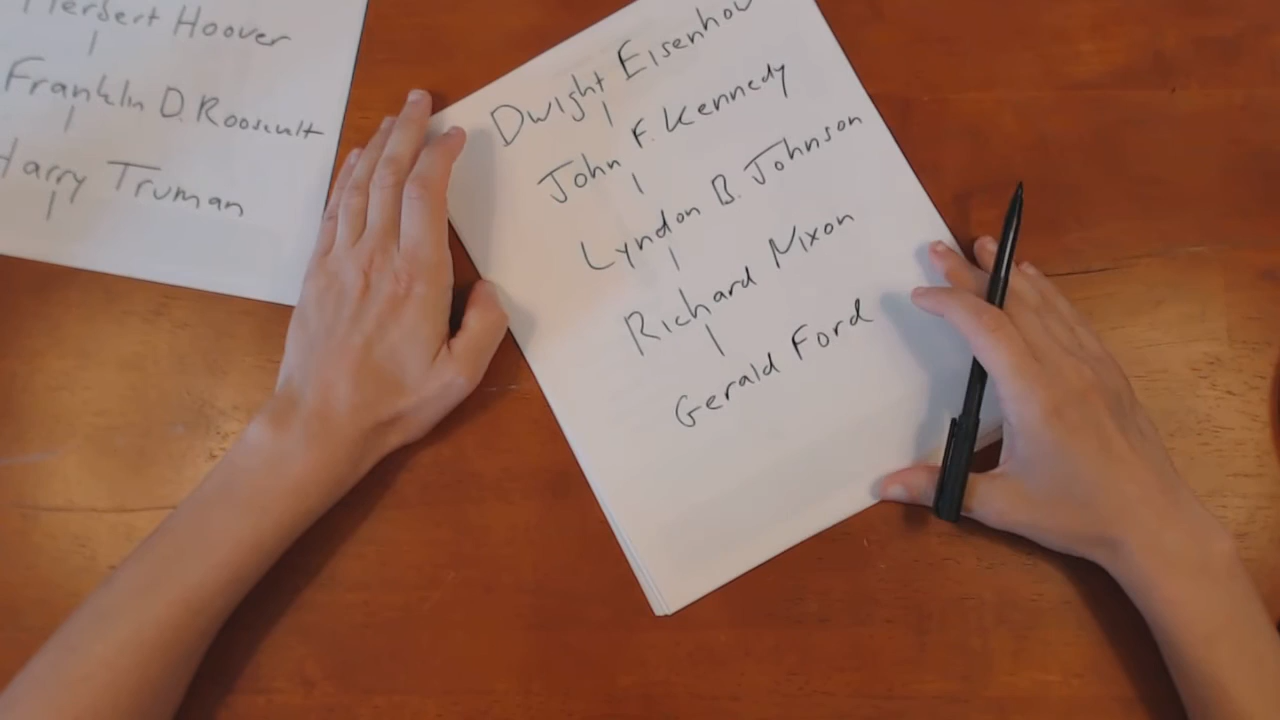 Herbert Hoover
Franklin D. Roosevelt
Harry Truman
Dwight Eisenhow
John F. Kennedy
Lyndon B. Johnson
Richard Nixon
Gerald Ford